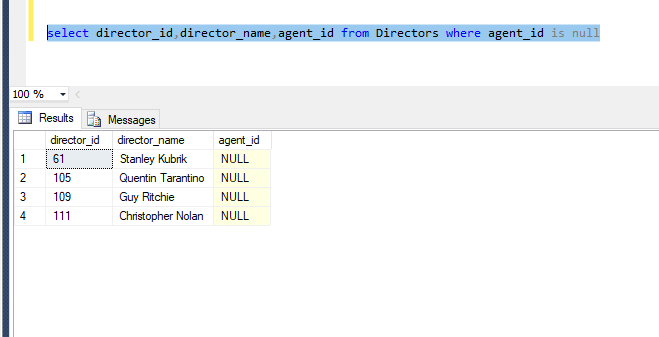 select director_id,director_name,agent_id from Directors where agent_id is null
100 %
Results Messages
director_id director_name agent_id
1 61 Stanley Kubrik NULL
2 105 Quentin Tarantino NULL
3 109 Guy Ritchie NULL
4 111 Christopher Nolan NULL